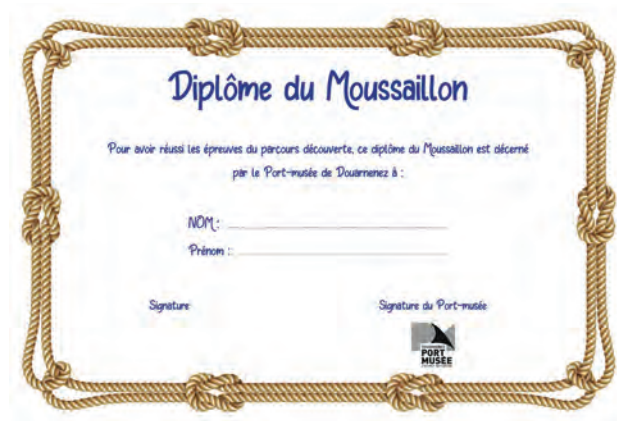 Diplôme du Moussaillon
Pour avoir réussi les épreuves du parcours découverte, ce diplôme du Moussaillon est décerné
par le Port-musée de Douarnenez à :
NOM :
Prénom :
Signature
Signature du Port-musée
PORT
MUSÉE